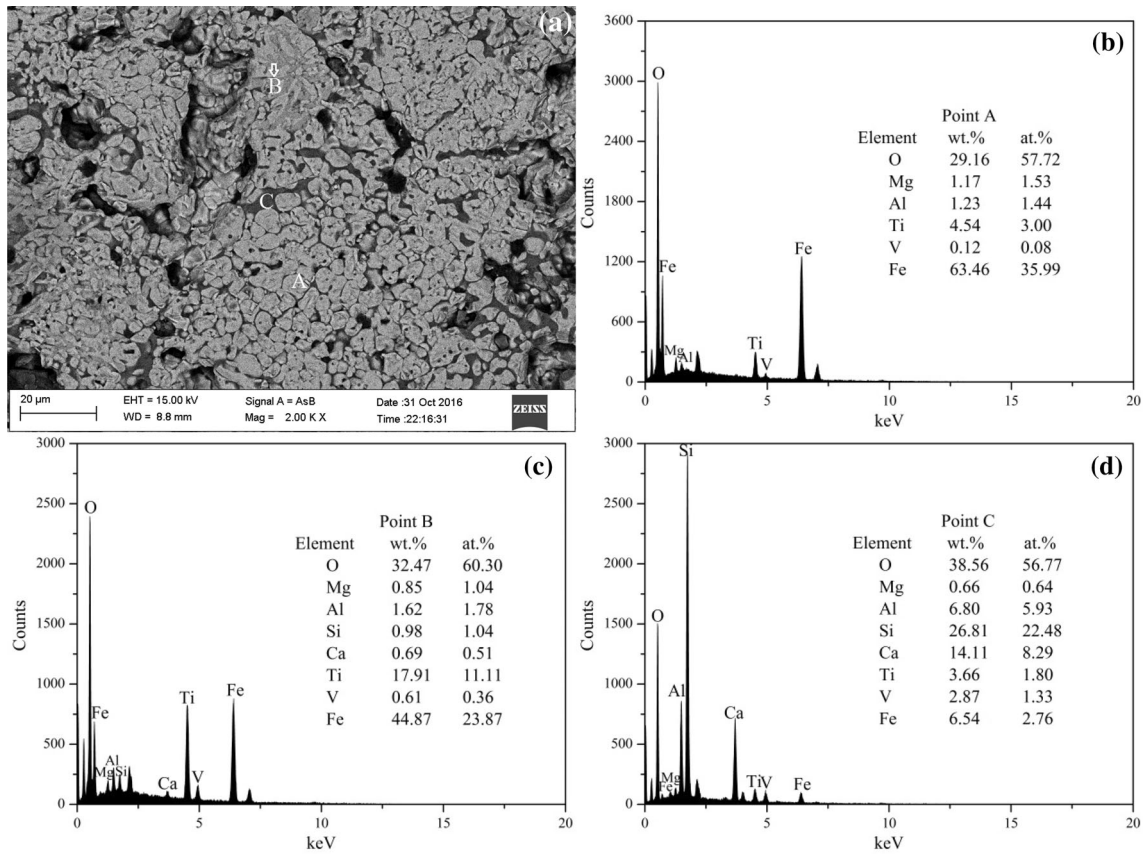 (a)
B
C
A
20 µm
EHT = 15.00 kV
Signal A = AsB
Date :31 Oct 2016
WD = 8.8 mm
Mag = 2.00 K X
Time :22:16:31
ZEISS
(b)
3600
3000
2400
1800
1200
600
0
Counts
O
Fe
Mg
Al
Ti
V
Fe
Point A
Element wt.% at.%
O 29.16 57.72
Mg 1.17 1.53
Al 1.23 1.44
Ti 4.54 3.00
V 0.12 0.08
Fe 63.46 35.99
0 5 10 15 20
keV
(c)
3000
2500
2000
1500
1000
500
0
Counts
O
Fe
Mg
Al
Si
Ca
Ti
V
Fe
Point B
Element wt.% at.%
O 32.47 60.30
Mg 0.85 1.04
Al 1.62 1.78
Si 0.98 1.04
Ca 0.69 0.51
Ti 17.91 11.11
V 0.61 0.36
Fe 44.87 23.87
0 5 10 15 20
keV
(d)
3000
2500
2000
1500
1000
500
0
Counts
O
Mg
Fe
Al
Si
Ca
Ti
V
Fe
Point C
Element wt.% at.%
O 38.56 56.77
Mg 0.66 0.64
Al 6.80 5.93
Si 26.81 22.48
Ca 14.11 8.29
Ti 3.66 1.80
V 2.87 1.33
Fe 6.54 2.76
0 5 10 15 20
keV